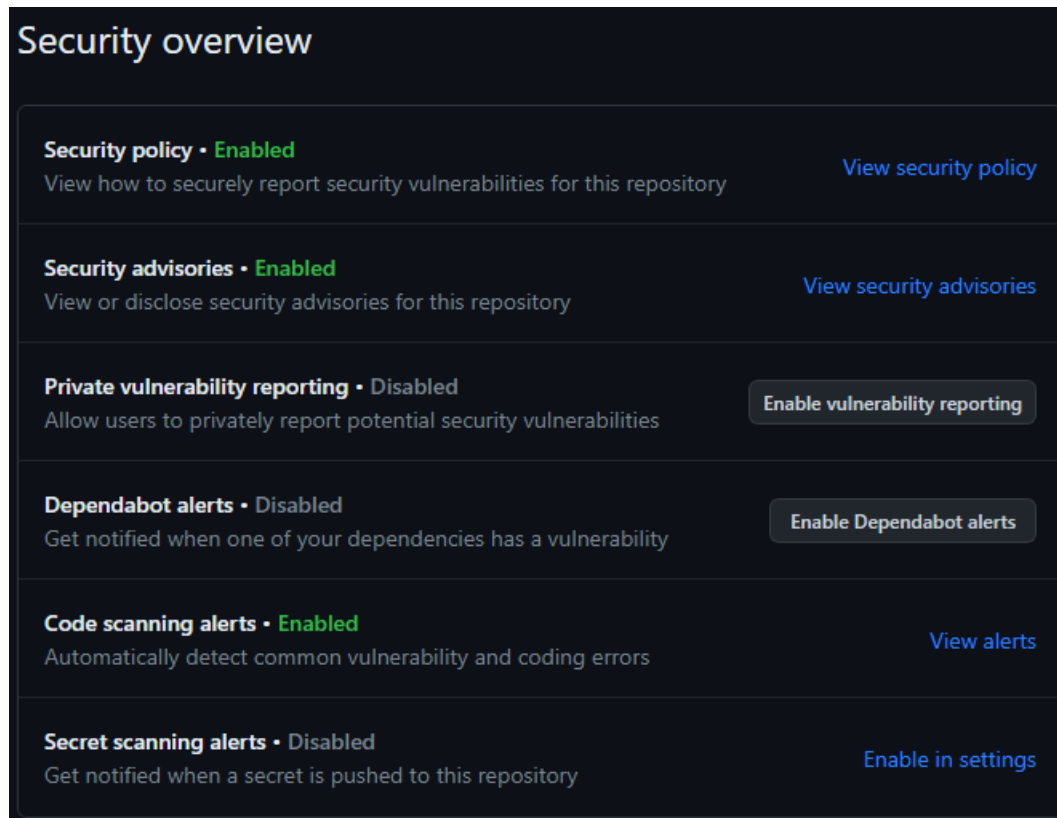 Security overview
Security policy • Enabled
View how to securely report security vulnerabilities for this repository
View security policy
Security advisories • Enabled
View or disclose security advisories for this repository
View security advisories
Private vulnerability reporting • Disabled
Allow users to privately report potential security vulnerabilities
Enable vulnerability reporting
Dependabot alerts • Disabled
Get notified when one of your dependencies has a vulnerability
Enable Dependabot alerts
Code scanning alerts • Enabled
Automatically detect common vulnerability and coding errors
View alerts
Secret scanning alerts • Disabled
Get notified when a secret is pushed to this repository
Enable in settings